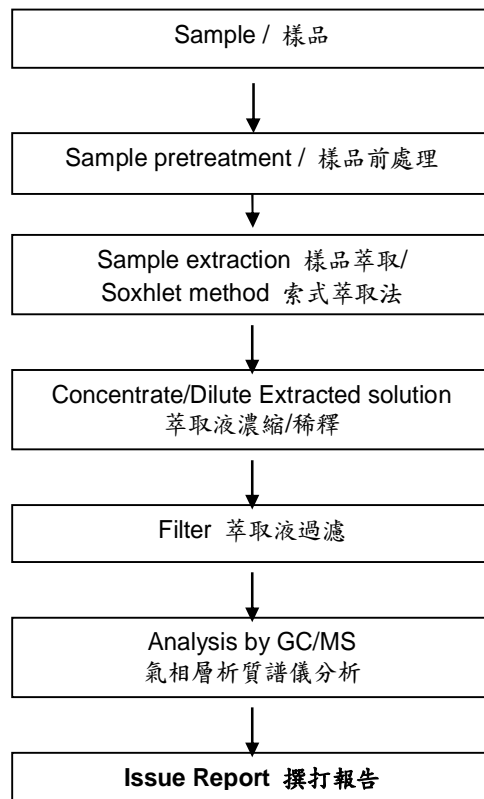 Sample / 樣品
Sample pretreatment / 樣品前處理
Sample extraction 樣品萃取/
Soxhlet method 索式萃取法
Concentrate/Dilute Extracted solution
萃取液濃縮/稀釋
Filter 萃取液過濾
Analysis by GC/MS
氣相層析質譜儀分析
Issue Report 撰打報告